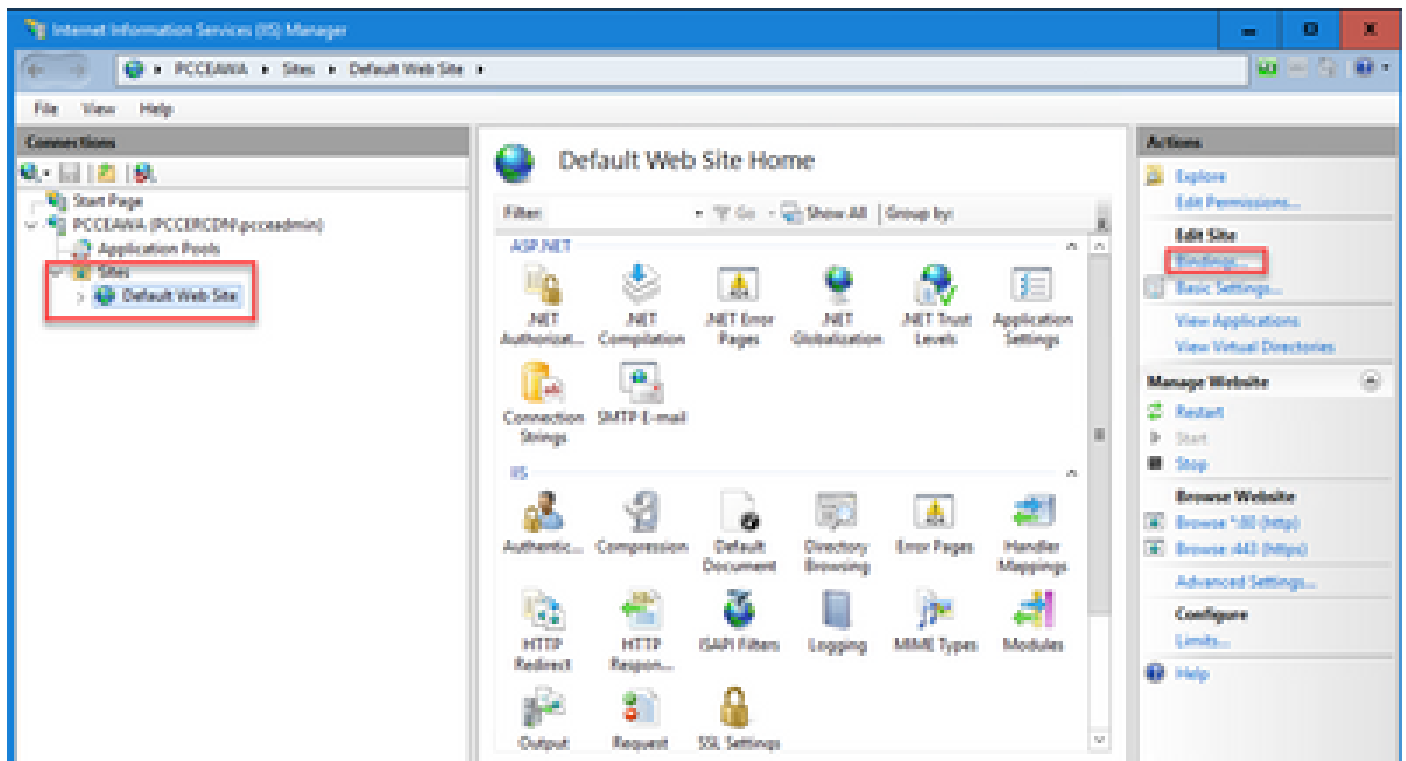 Internet Information Services (IIS) Manager
PCCEAWA Sites Default Web Site
File View Help
Connections
Start Page
PCCEAWA (PCCERCDN\pcceadmin)
Application Pools
Sites
Default Web Site
Default Web Site Home
Filter: Go Show All Group by:
ASP.NET
.NET Authorizat...
.NET Compilation
.NET Error Pages
.NET Globalization
.NET Trust Levels
Application Settings
Connection Strings
SMTP E-mail
IIS
Authentic...
Compression
Default Document
Directory Browsing
Error Pages
Handler Mappings
HTTP Redirect
HTTP Respon...
ISAPI Filters
Logging
MIME Types
Modules
Output
Request
SSL Settings
Actions
Explore
Edit Permissions...
Edit Site
Bindings...
Basic Settings...
View Applications
View Virtual Directories
Manage Website
Restart
Start
Stop
Browse Website
Browse *:80 (http)
Browse :443 (https)
Advanced Settings...
Configure
Limits...
Help